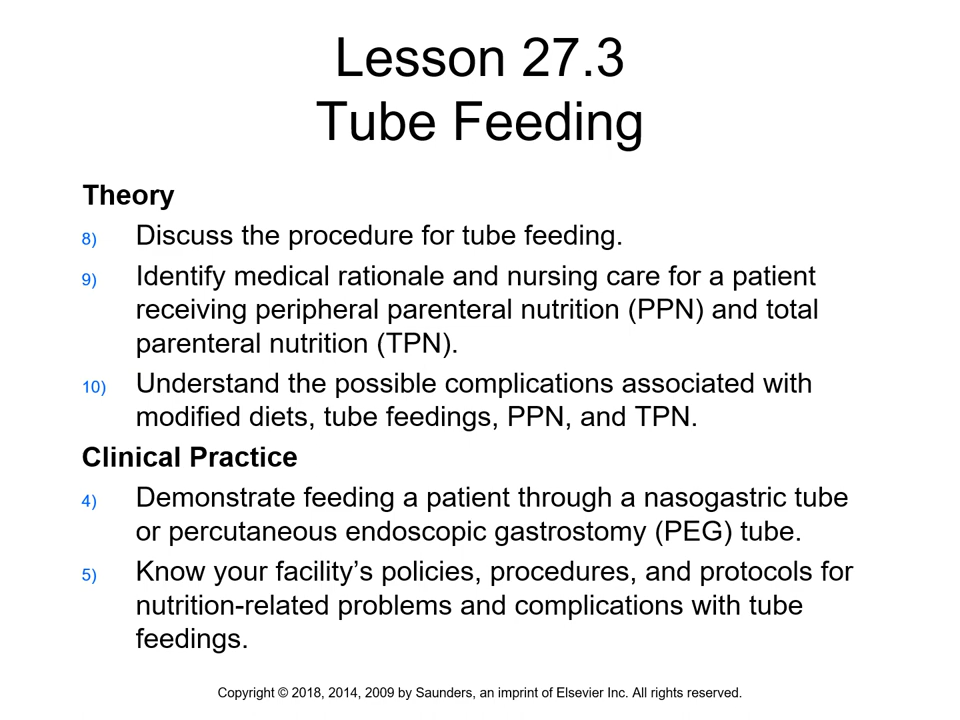 Lesson 27.3
Tube Feeding
Theory
8) Discuss the procedure for tube feeding.
9) Identify medical rationale and nursing care for a patient
receiving peripheral parenteral nutrition (PPN) and total
parenteral nutrition (TPN).
10) Understand the possible complications associated with
modified diets, tube feedings, PPN, and TPN.
Clinical Practice
4) Demonstrate feeding a patient through a nasogastric tube
or percutaneous endoscopic gastrostomy (PEG) tube.
5) Know your facility’s policies, procedures, and protocols for
nutrition-related problems and complications with tube
feedings.
Copyright © 2018, 2014, 2009 by Saunders, an imprint of Elsevier Inc. All rights reserved.